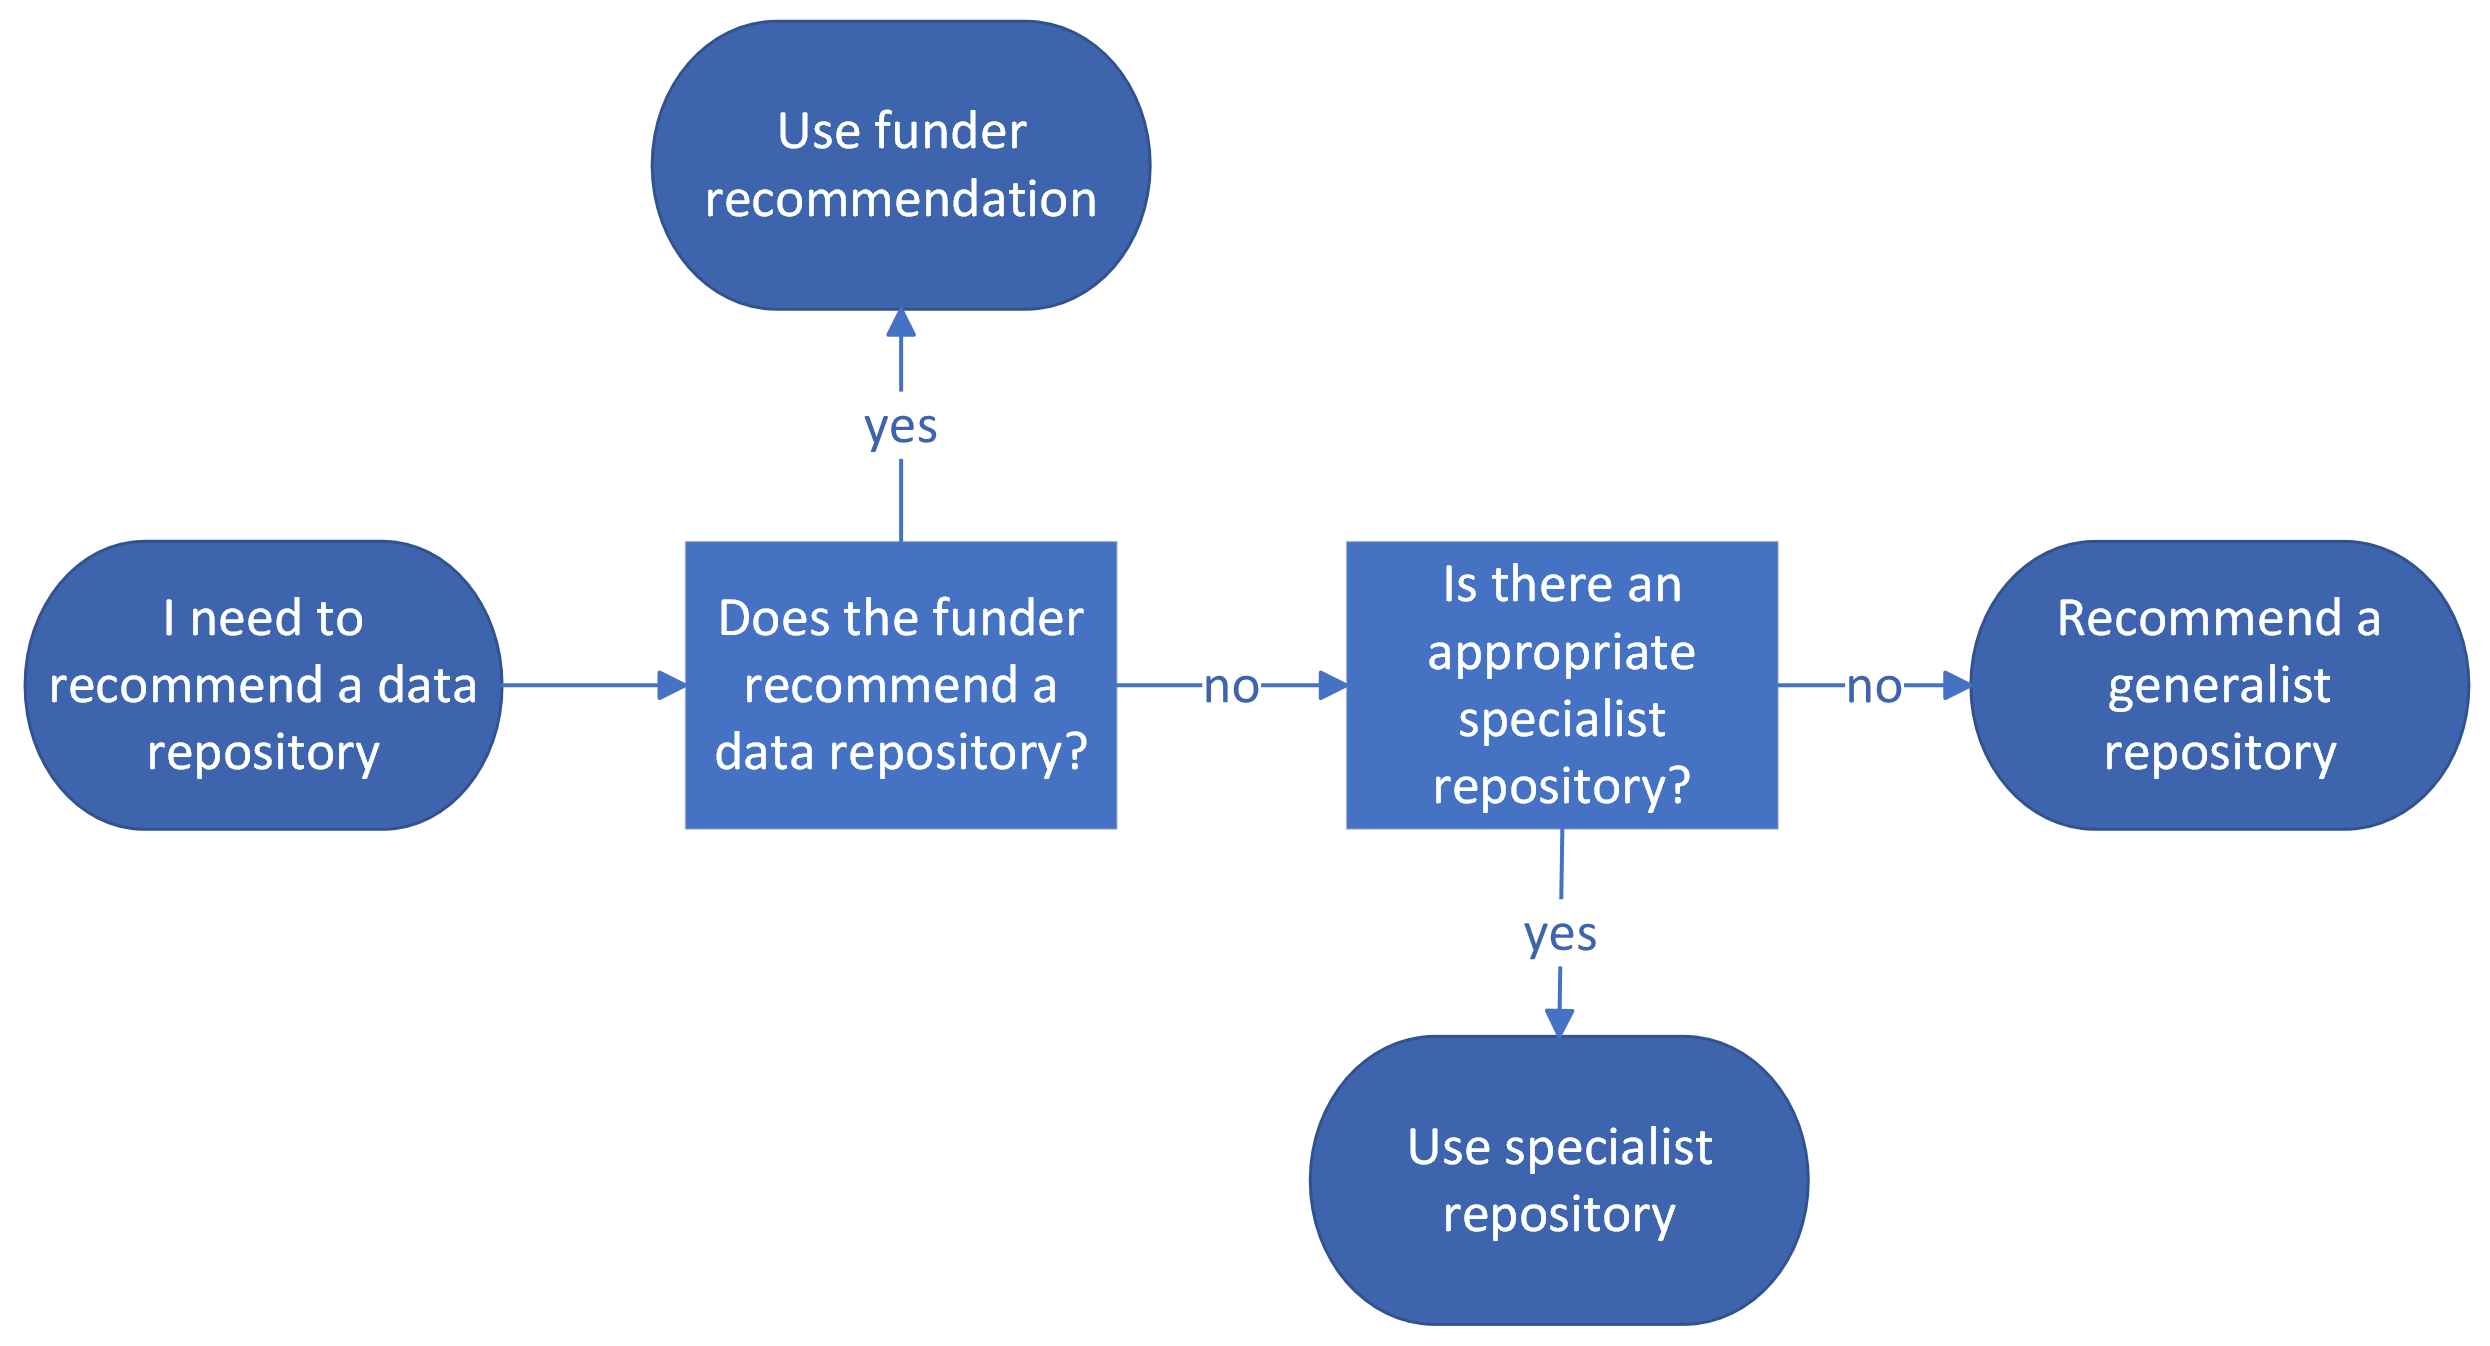 Use funder
recommendation
yes
I need to
recommend a data
repository
Does the funder
recommend a
data repository?
no
Is there an
appropriate
specialist
repository?
no
Recommend a
generalist
repository
yes
Use specialist
repository